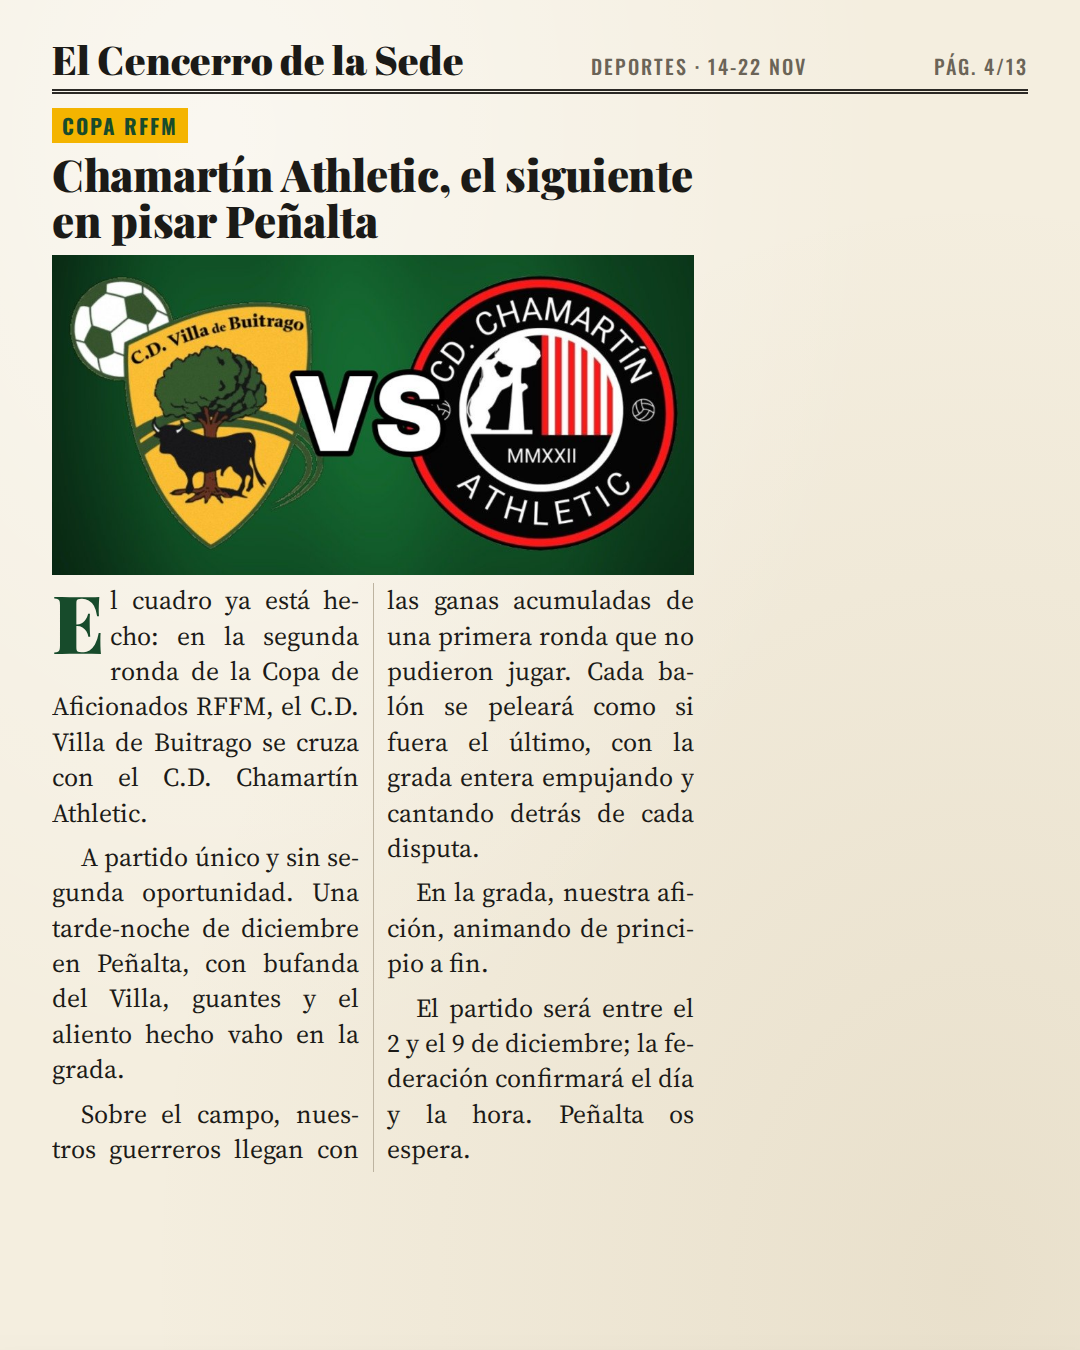 El Cencerro de la Sede
DEPORTES · 14-22 NOV
PÁG. 4/13
COPA RFFM
Chamartín Athletic, el siguiente
en pisar Peñalta
C.D. Villa de Buitrago
VS
CD. CHAMARTÍN
MMXXII
ATHLETIC
El cuadro ya está he-
cho: en la segunda
ronda de la Copa de
Aficionados RFFM, el C.D.
Villa de Buitrago se cruza
con el C.D. Chamartín
Athletic.
A partido único y sin se-
gunda oportunidad. Una
tarde-noche de diciembre
en Peñalta, con bufanda
del Villa, guantes y el
aliento hecho vaho en la
grada.
Sobre el campo, nues-
tros guerreros llegan con
las ganas acumuladas de
una primera ronda que no
pudieron jugar. Cada ba-
lón se peleará como si
fuera el último, con la
grada entera empujando y
cantando detrás de cada
disputa.
En la grada, nuestra afi-
ción, animando de princi-
pio a fin.
El partido será entre el
2 y el 9 de diciembre; la fe-
deración confirmará el día
y la hora. Peñalta os
espera.